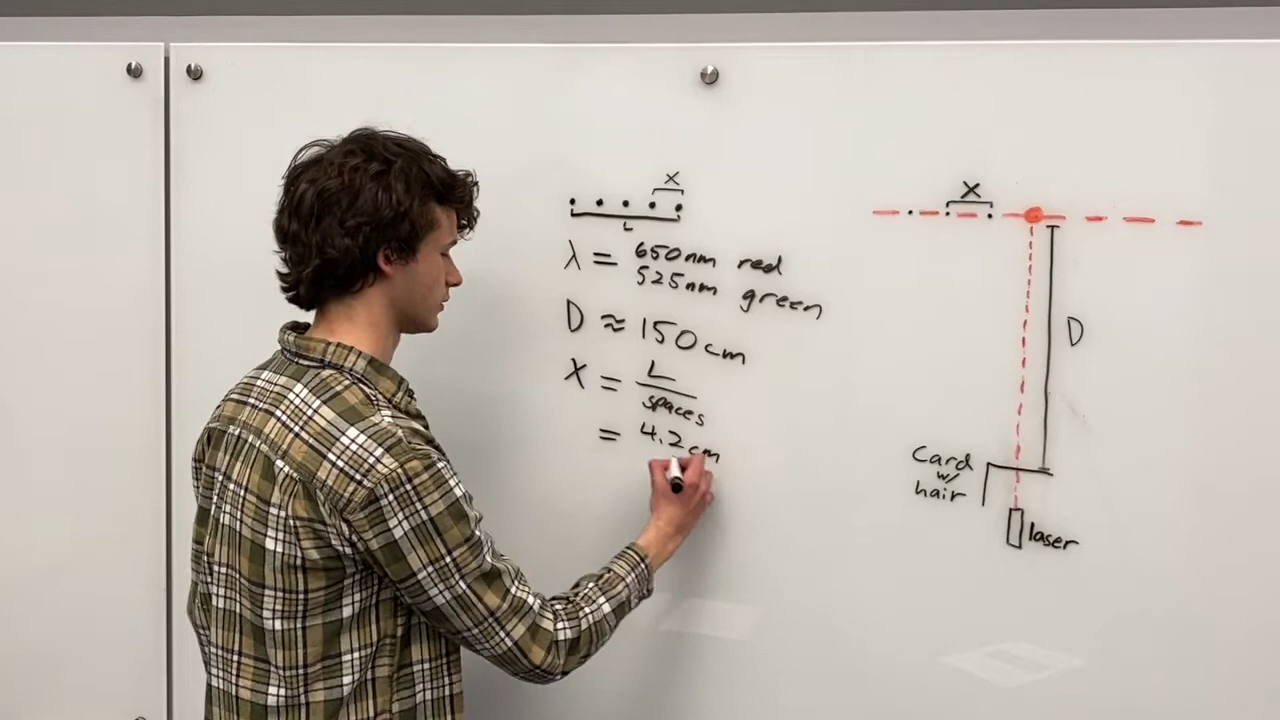 X
L
λ = 650nm red
525nm green
D ≈ 150cm
X = L
spaces
= 4.2cm
X
D
Card
w/
hair
laser